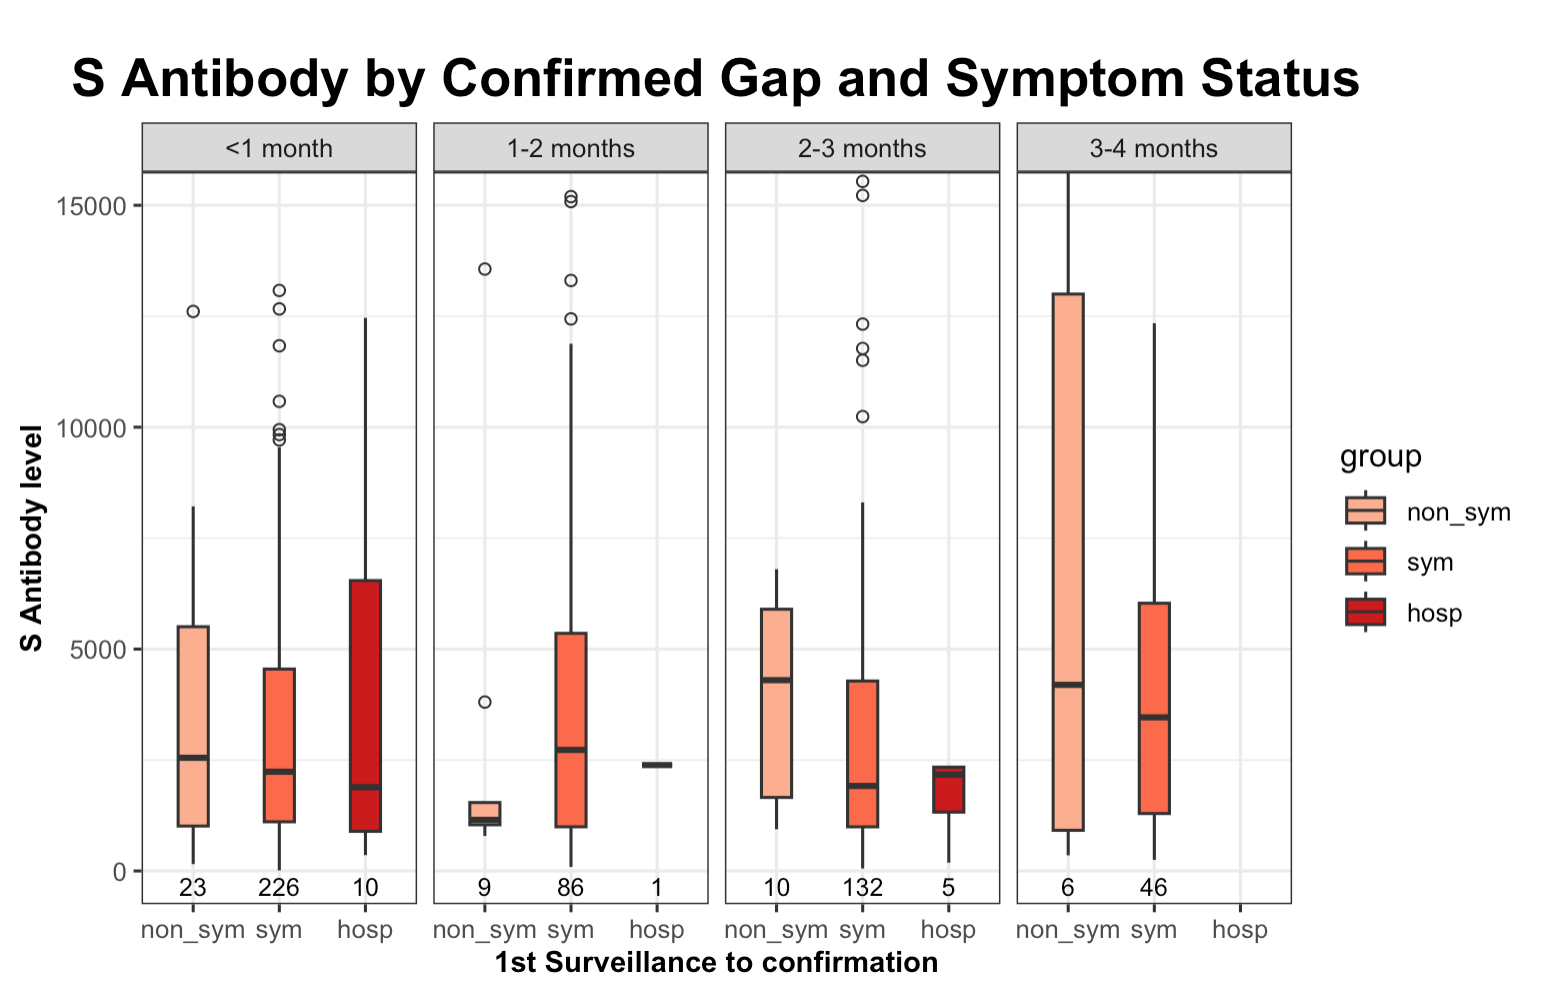 S Antibody by Confirmed Gap and Symptom Status
<1 month 1-2 months 2-3 months 3-4 months
S Antibody level
15000
10000
5000
0
23 226 10 9 86 1 10 132 5 6 46
non_sym sym hosp non_sym sym hosp non_sym sym hosp non_sym sym hosp
1st Surveillance to confirmation
group
non_sym
sym
hosp